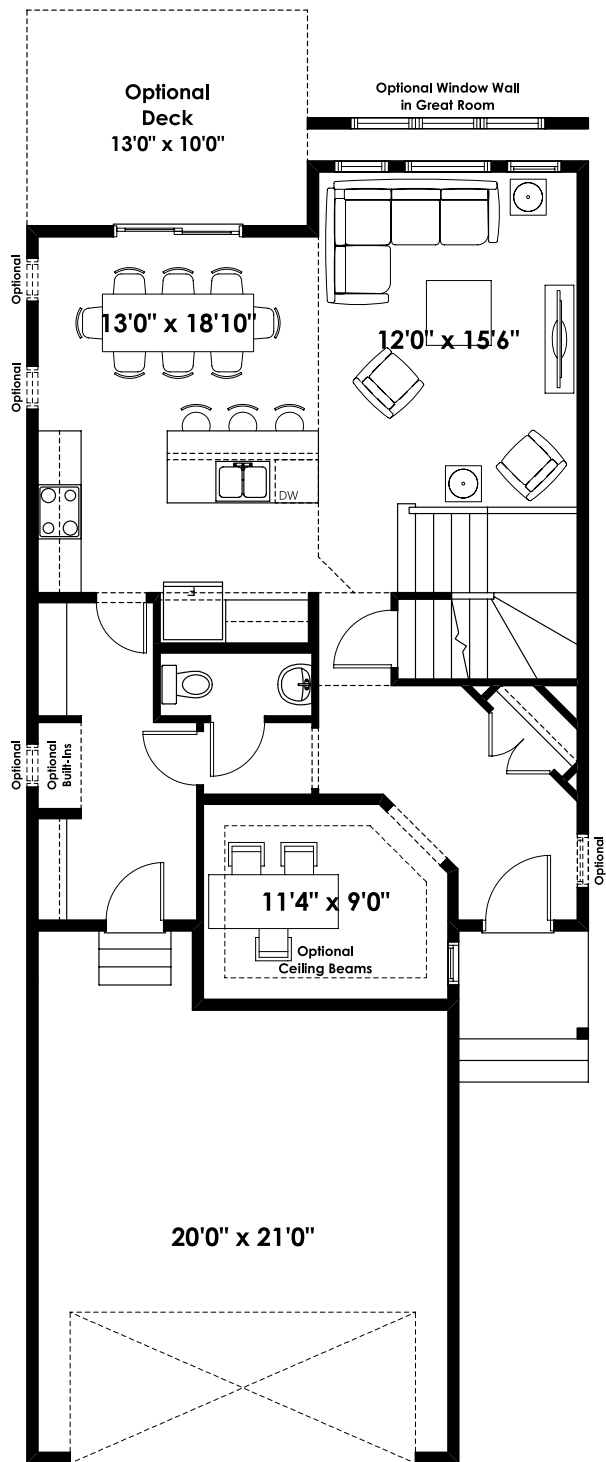 Optional Window Wall
in Great Room
Optional
Deck
13'0" x 10'0"
Optional
13'0" x 18'10"
12'0" x 15'6"
Optional
DW
Optional
Optional
Built-Ins
Optional
11'4" x 9'0"
Optional
Ceiling Beams
20'0" x 21'0"